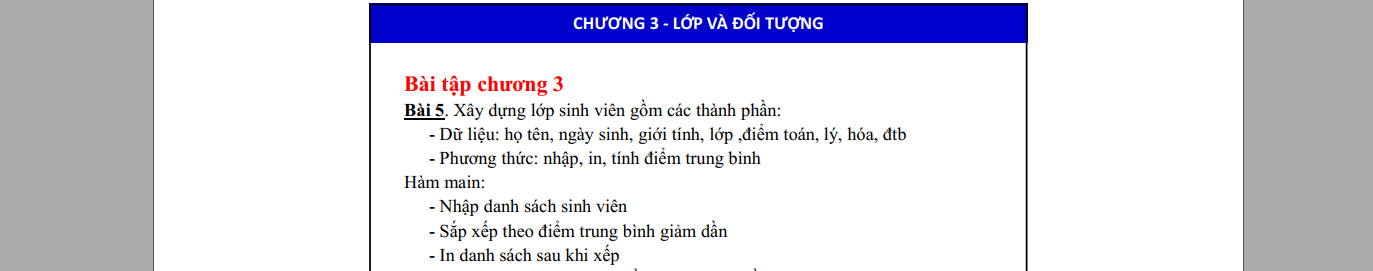 CHƯƠNG 3 - LỚP VÀ ĐỐI TƯỢNG
Bài tập chương 3
Bài 5. Xây dựng lớp sinh viên gồm các thành phần:
- Dữ liệu: họ tên, ngày sinh, giới tính, lớp ,điểm toán, lý, hóa, đtb
- Phương thức: nhập, in, tính điểm trung bình
Hàm main:
- Nhập danh sách sinh viên
- Sắp xếp theo điểm trung bình giảm dần
- In danh sách sau khi xếp